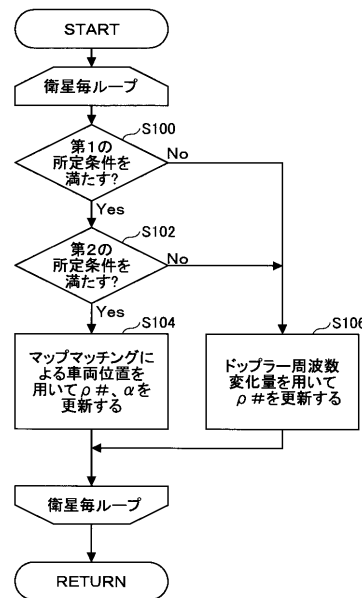 START
衛星毎ループ
S100
第1の
所定条件を
満たす?
No
Yes
S102
第2の
所定条件を
満たす?
No
Yes
S104
マップマッチングに
よる車両位置を
用いてρ#、αを
更新する
S106
ドップラー周波数
変化量を用いて
ρ#を更新する
衛星毎ループ
RETURN